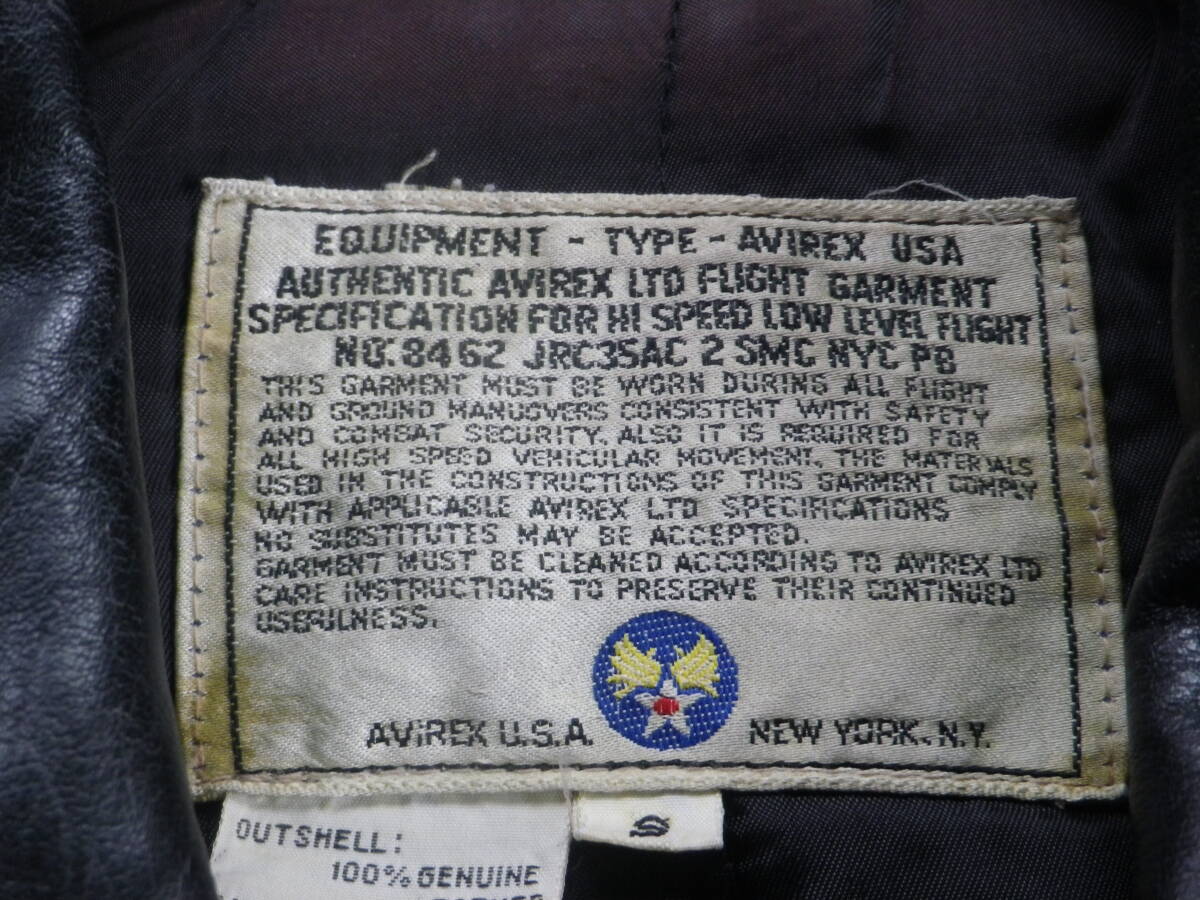 EQUIPMENT - TYPE - AVIREX USA
AUTHENTIC AVIREX LTD FLIGHT GARMENT
SPECIFICATION FOR HI SPEED LOW LEVEL FLIGHT
NO. 8462 JRC35AC 2 SMC NYC PB
THIS GARMENT MUST BE WORN DURING ALL FLIGHT
AND GROUND MANUOVERS CONSISTENT WITH SAFETY
AND COMBAT SECURITY. ALSO IT IS REQUIRED FOR
ALL HIGH SPEED VEHICULAR MOVEMENT. THE MATERIALS
USED IN THE CONSTRUCTIONS OF THIS GARMENT COMPLY
WITH APPLICABLE AVIREX LTD SPECIFICATIONS
NO SUBSTITUTES MAY BE ACCEPTED.
GARMENT MUST BE CLEANED ACCORDING TO AVIREX LTD
CARE INSTRUCTIONS TO PRESERVE THEIR CONTINUED
USEFULNESS.
AVIREX U.S.A. NEW YORK. N.Y.
S
OUTSHELL:
100% GENUINE